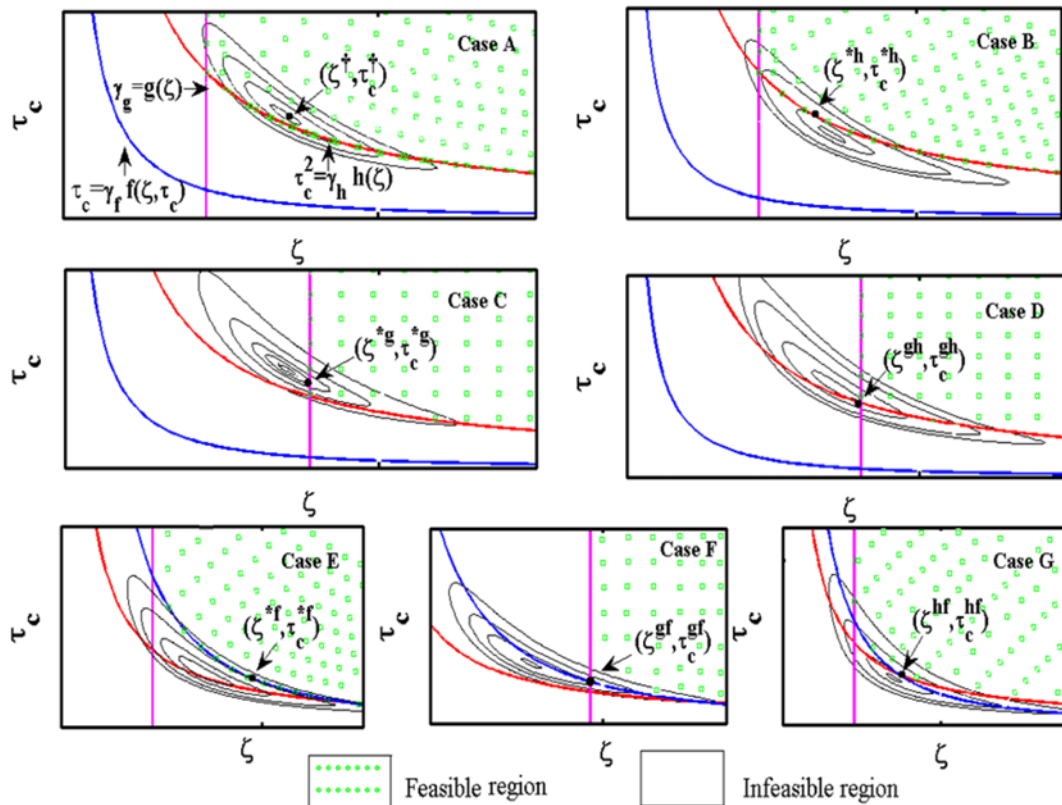 Case A
(ζ†,τc†)
γg=g(ζ)
τc=γf f(ζ,τc)
τc²=γh h(ζ)
τc
ζ
Case B
(ζ*h,τc*h)
ζ
Case C
(ζ*g,τc*g)
τc
ζ
Case D
(ζgh,τcgh)
τc
ζ
Case E
(ζ*f,τc*f)
τc
ζ
Case F
(ζgf,τcgf)
τc
ζ
Case G
(ζhf,τchf)
τc
ζ
Feasible region
Infeasible region